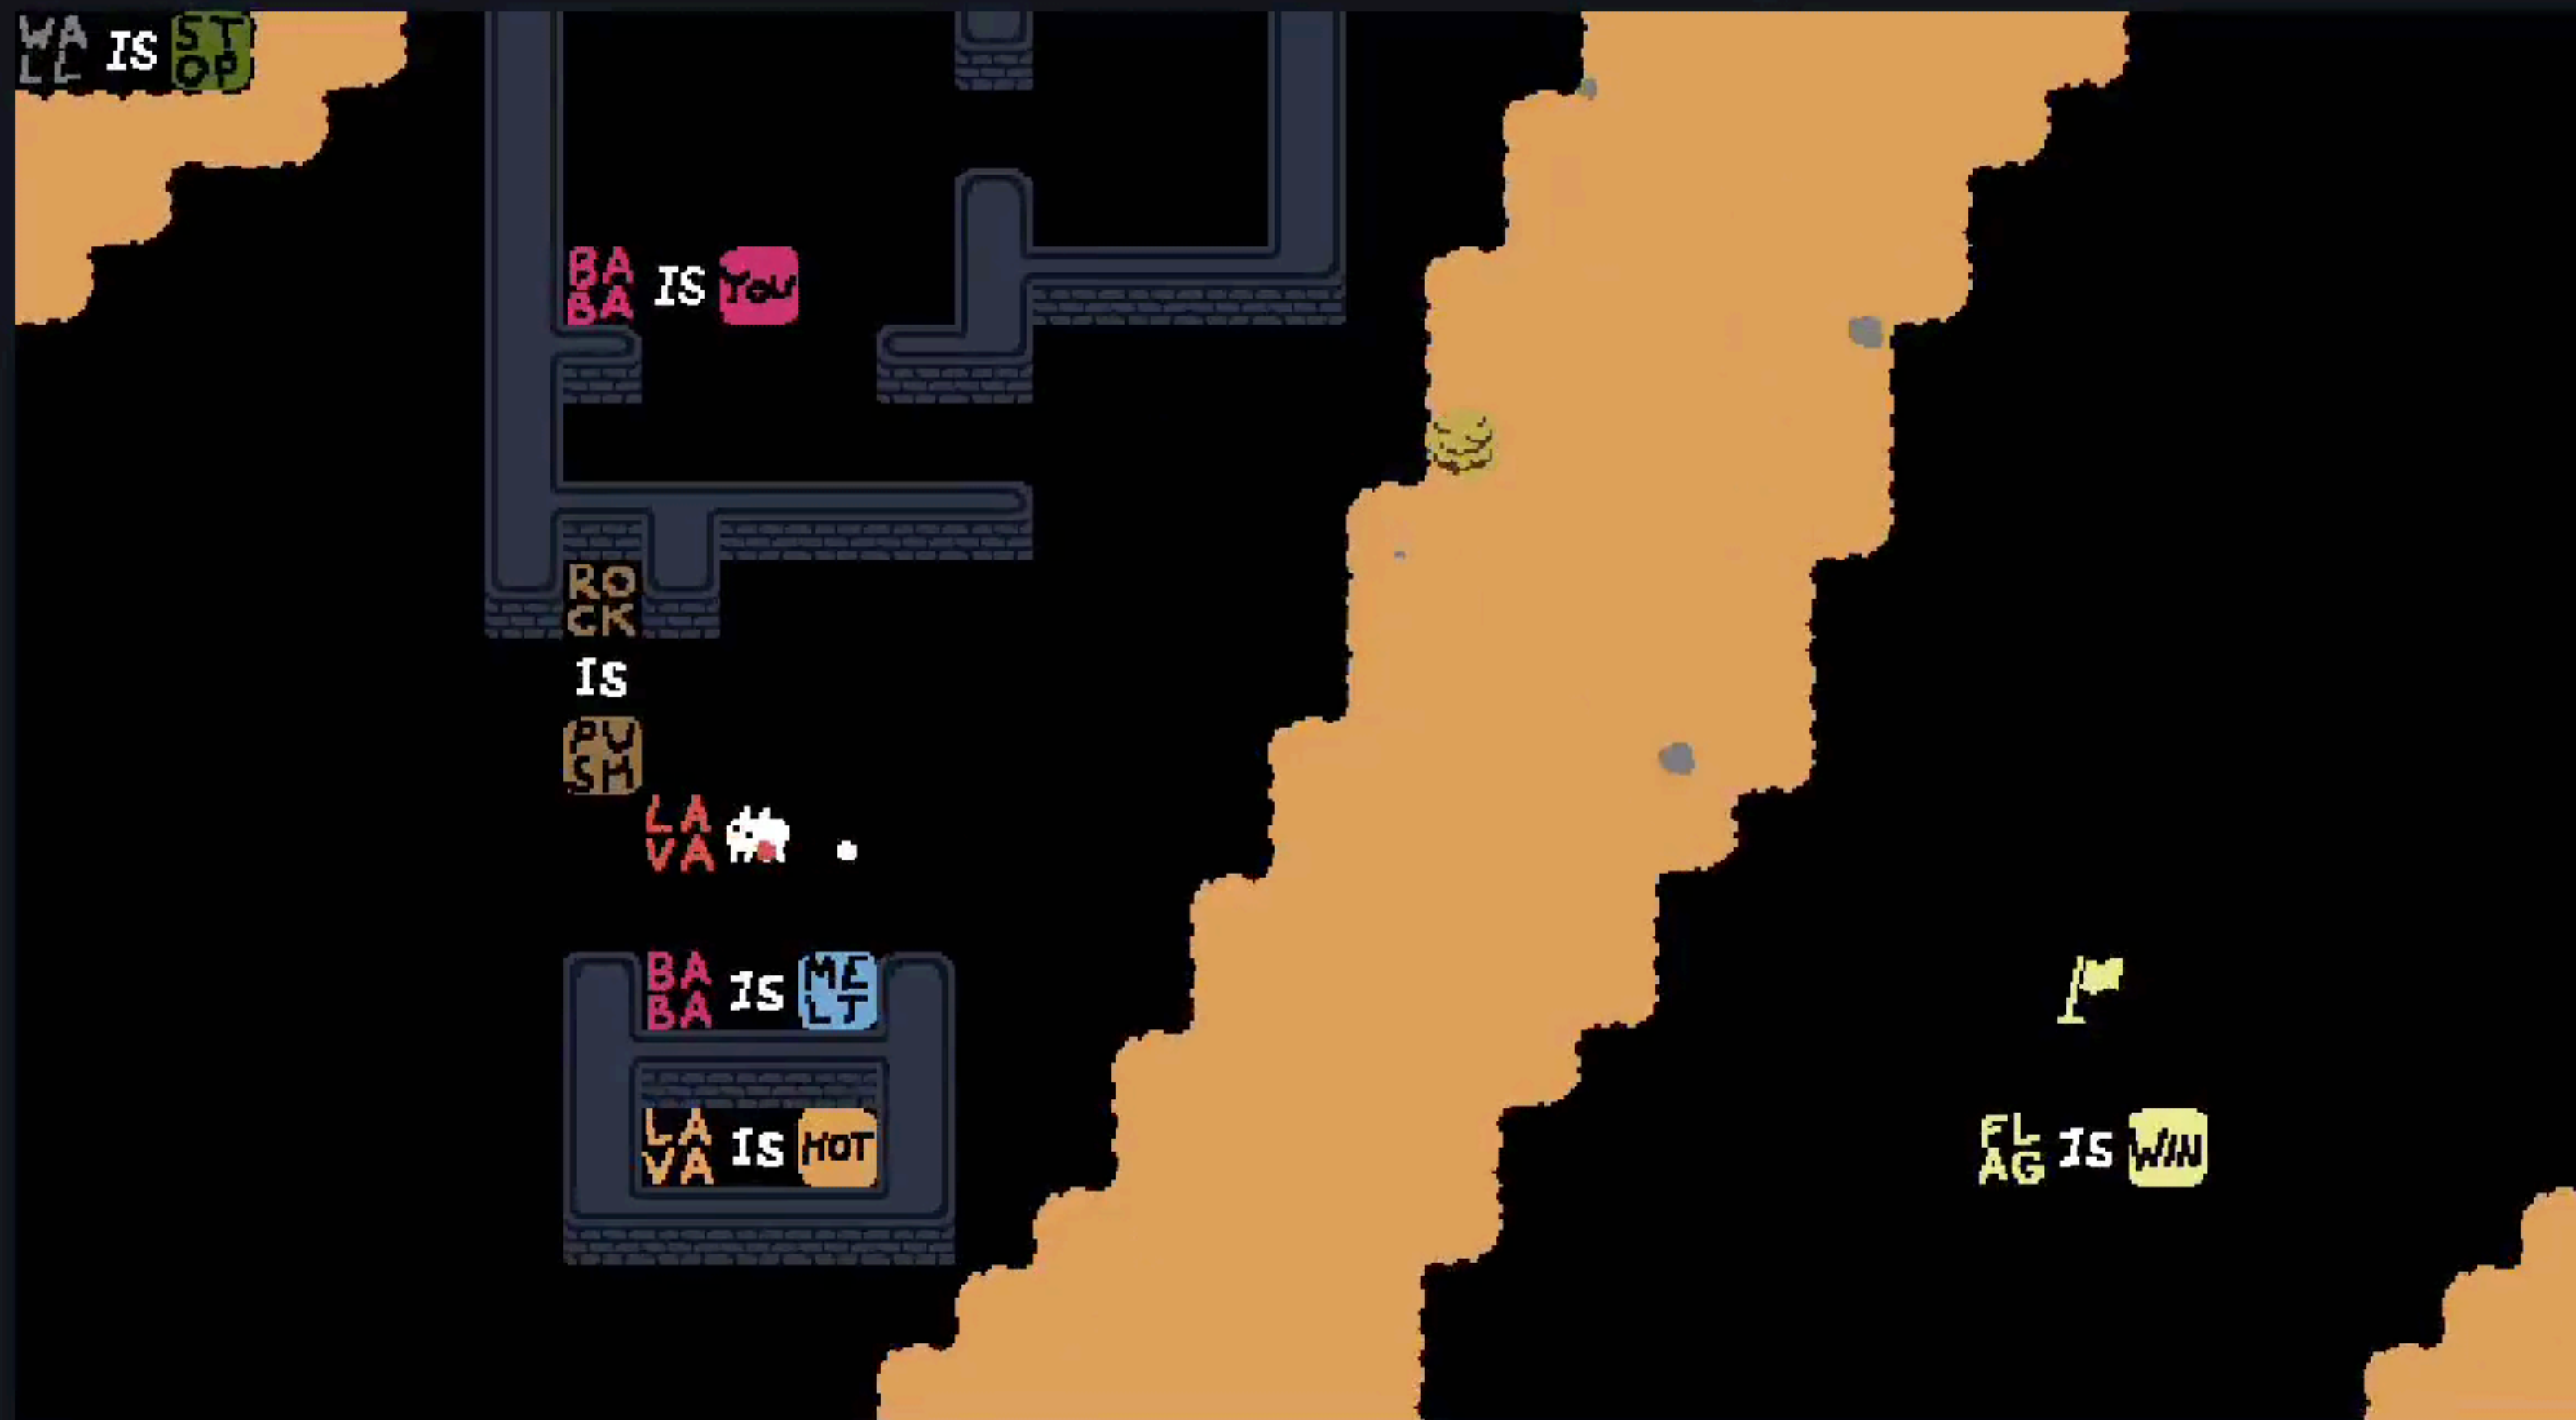 WALL IS STOP
BABA IS YOU
ROCK
IS
PUSH
LAVA
BABA IS MELT
LAVA IS HOT
FLAG IS WIN